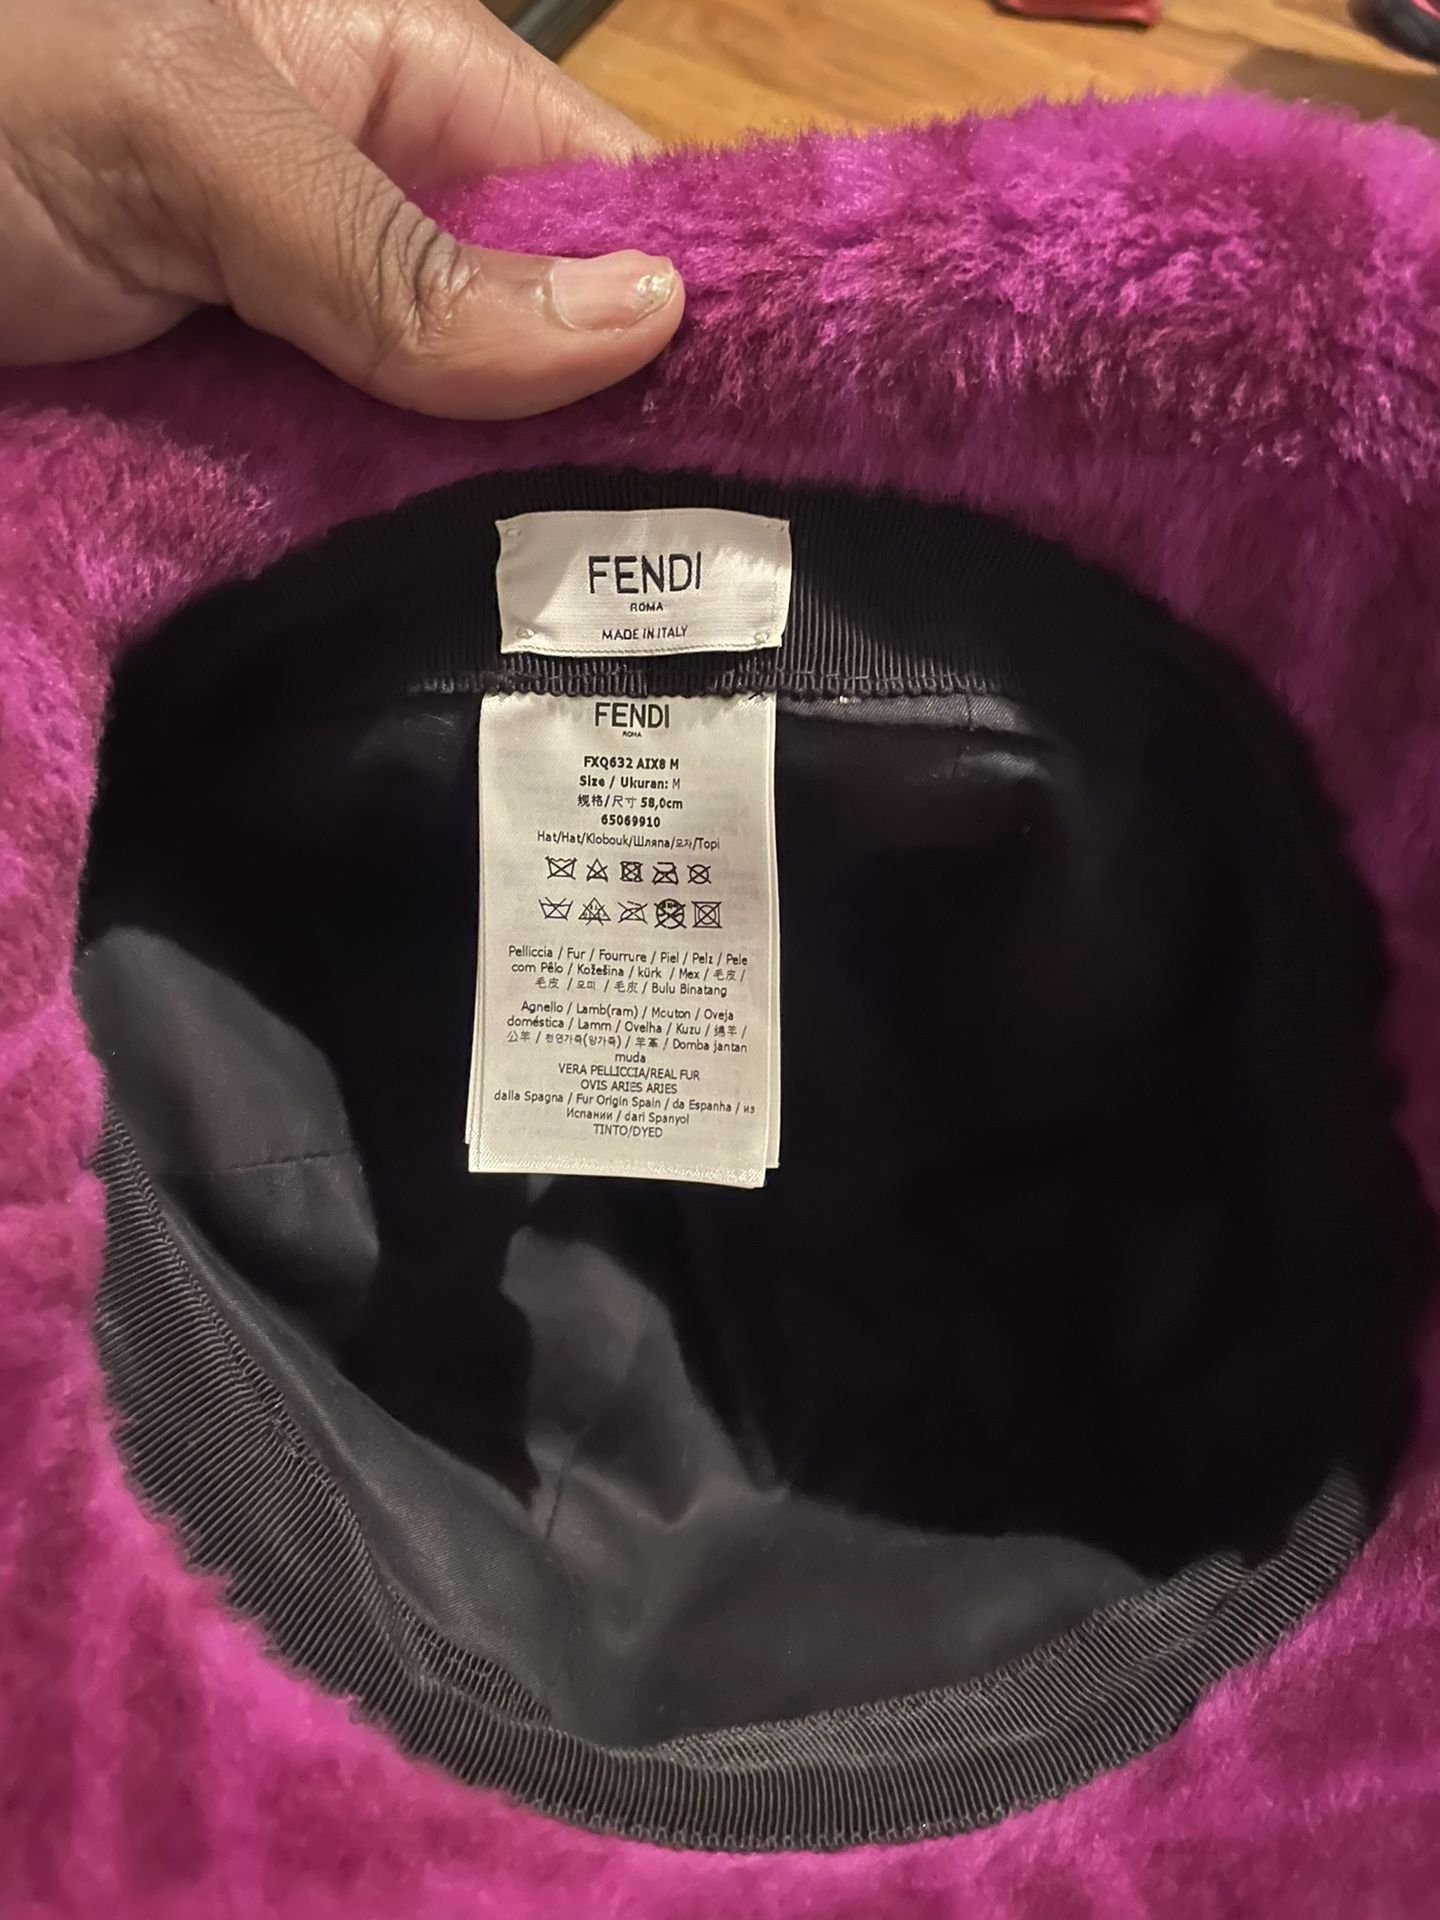 FENDI
ROMA
MADE IN ITALY
FENDI
ROMA
FXQ632 AIX8 M
Size / Ukuran: M
规格/尺寸 58,0cm
65069910
Hat/Hat/Klobouk/Шляпа/모자/Topi
Pelliccia / Fur / Fourrure / Piel / Pelz / Pele
com Pêlo / Kožešina / kürk / Мех / 毛皮 /
毛皮 / 모피 / 毛皮 / Bulu Binatang
Agnello / Lamb(ram) / Mouton / Oveja
doméstica / Lamm / Ovelha / Kuzu / 绵羊 /
公羊 / 천연가죽(양가죽) / 羊革 / Domba jantan
muda
VERA PELLICCIA/REAL FUR
OVIS ARIES ARIES
dalla Spagna / Fur Origin Spain / da Espanha / из
Испании / dari Spanyol
TINTO/DYED